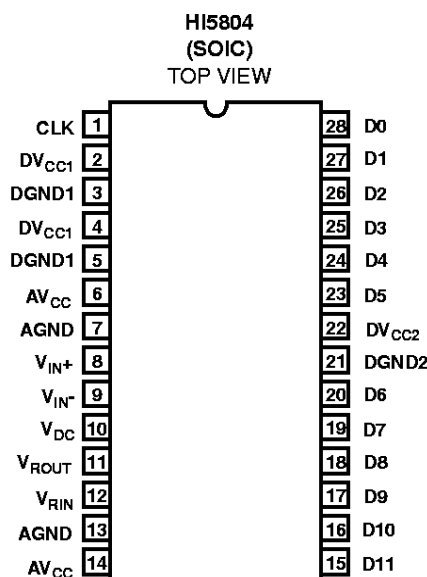 HI5804
(SOIC)
TOP VIEW
CLK 1 28 D0
DVCC1 2 27 D1
DGND1 3 26 D2
DVCC1 4 25 D3
DGND1 5 24 D4
AVCC 6 23 D5
AGND 7 22 DVCC2
VIN+ 8 21 DGND2
VIN- 9 20 D6
VDC 10 19 D7
VROUT 11 18 D8
VRIN 12 17 D9
AGND 13 16 D10
AVCC 14 15 D11